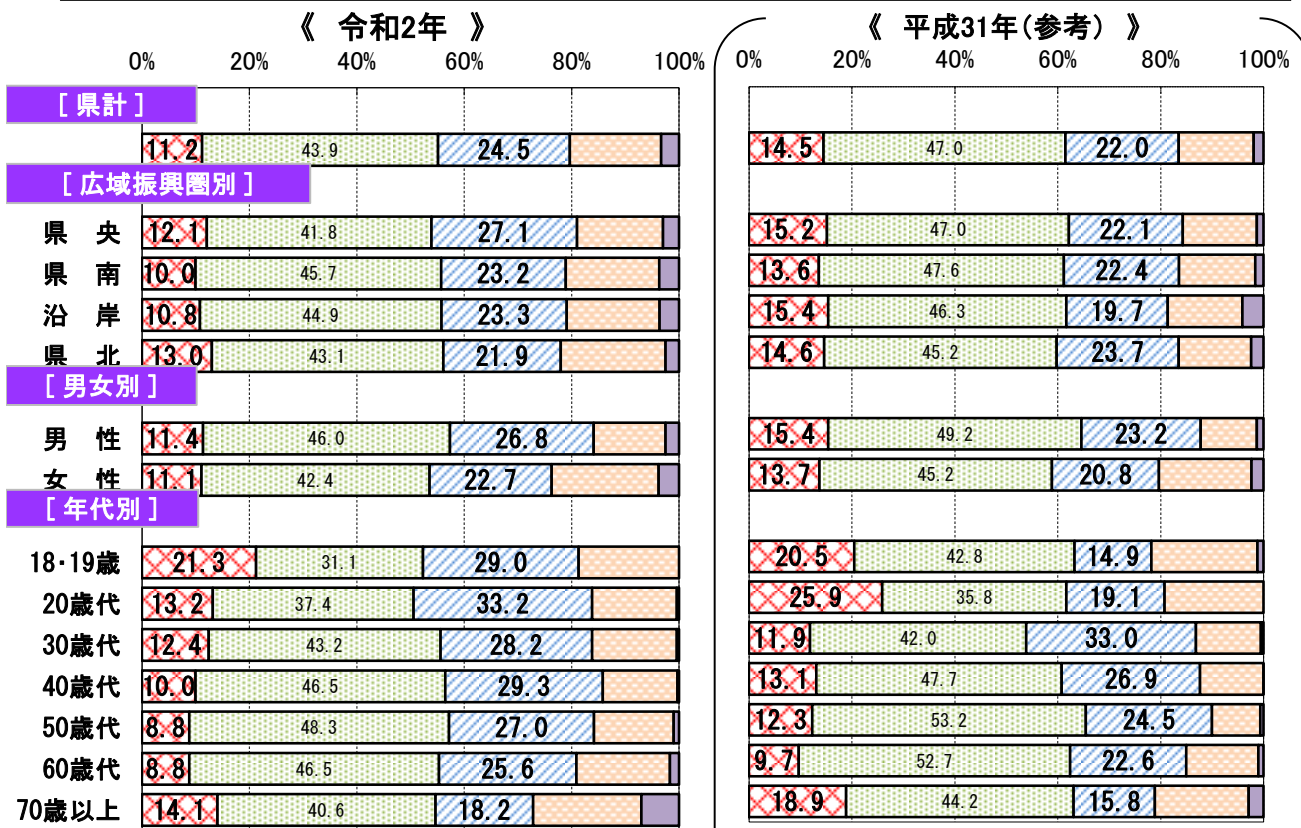 《 令和2年 》
《 平成31年(参考) 》
0% 20% 40% 60% 80% 100%
0% 20% 40% 60% 80% 100%
[ 県計 ]
11.2 43.9 24.5
14.5 47.0 22.0
[ 広域振興圏別 ]
県 央 12.1 41.8 27.1
15.2 47.0 22.1
県 南 10.0 45.7 23.2
13.6 47.6 22.4
沿 岸 10.8 44.9 23.3
15.4 46.3 19.7
県 北 13.0 43.1 21.9
14.6 45.2 23.7
[ 男女別 ]
男 性 11.4 46.0 26.8
15.4 49.2 23.2
女 性 11.1 42.4 22.7
13.7 45.2 20.8
[ 年代別 ]
18・19歳 21.3 31.1 29.0
20.5 42.8 14.9
20歳代 13.2 37.4 33.2
25.9 35.8 19.1
30歳代 12.4 43.2 28.2
11.9 42.0 33.0
40歳代 10.0 46.5 29.3
13.1 47.7 26.9
50歳代 8.8 48.3 27.0
12.3 53.2 24.5
60歳代 8.8 46.5 25.6
9.7 52.7 22.6
70歳以上 14.1 40.6 18.2
18.9 44.2 15.8